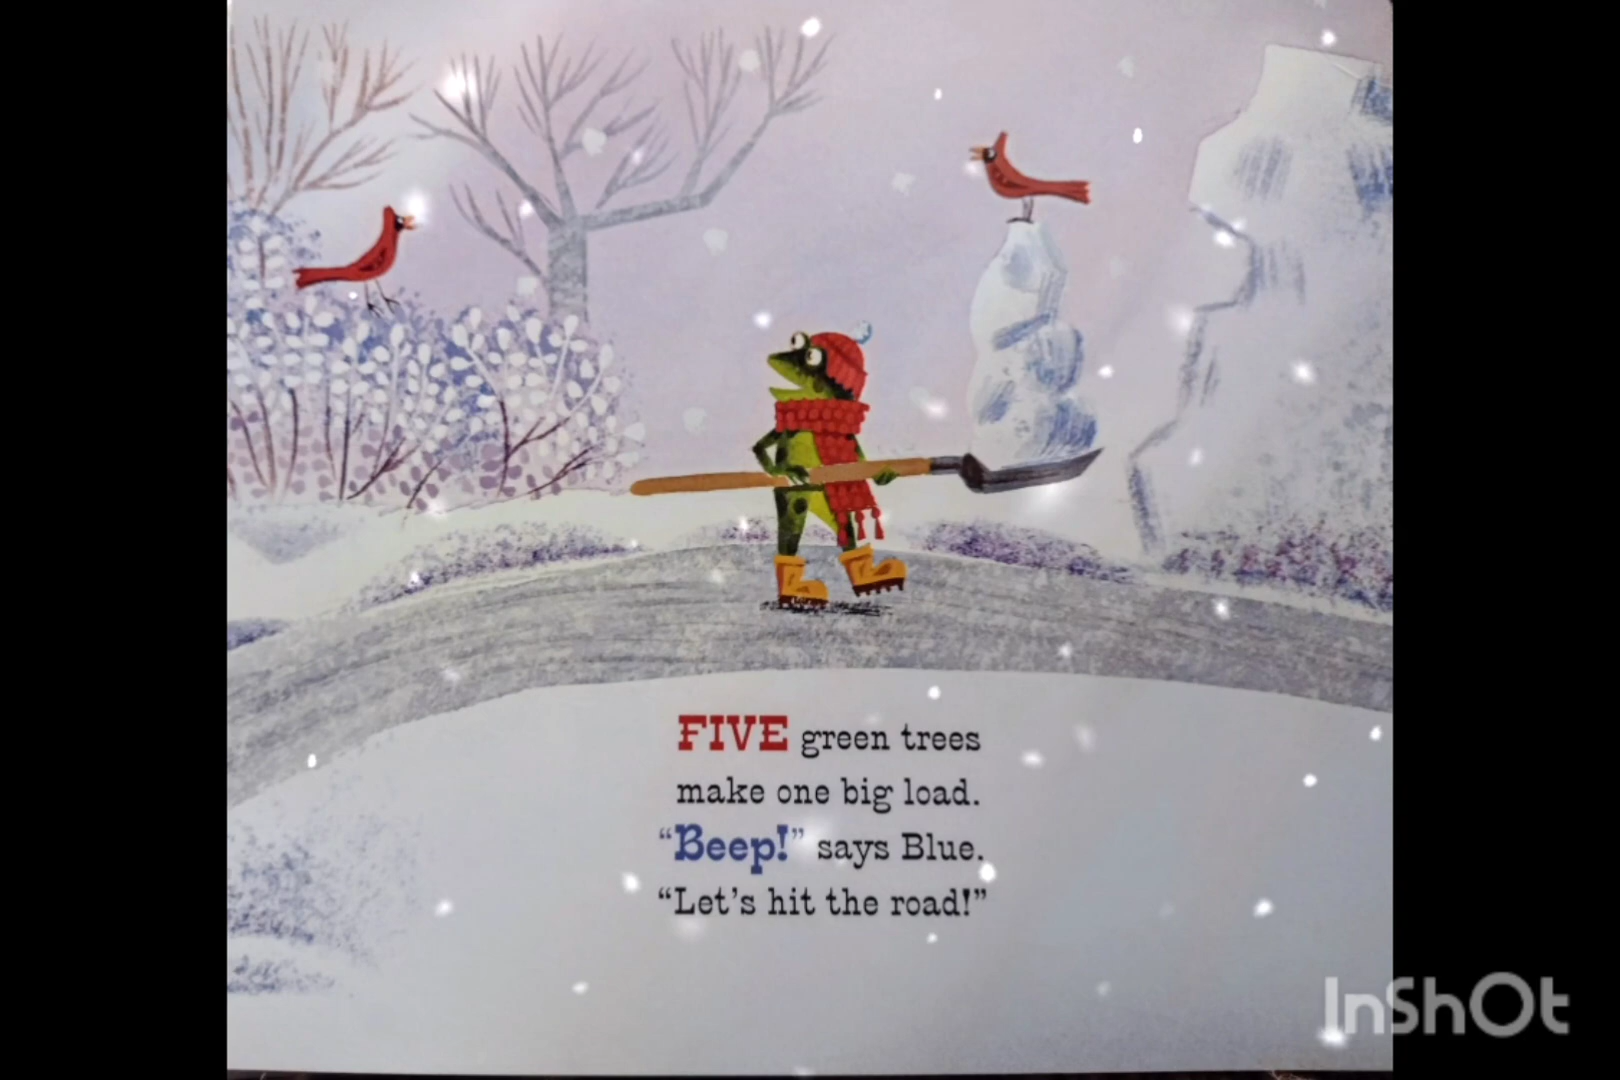 FIVE green trees
make one big load.
“Beep!” says Blue.
“Let’s hit the road!”
InShOt